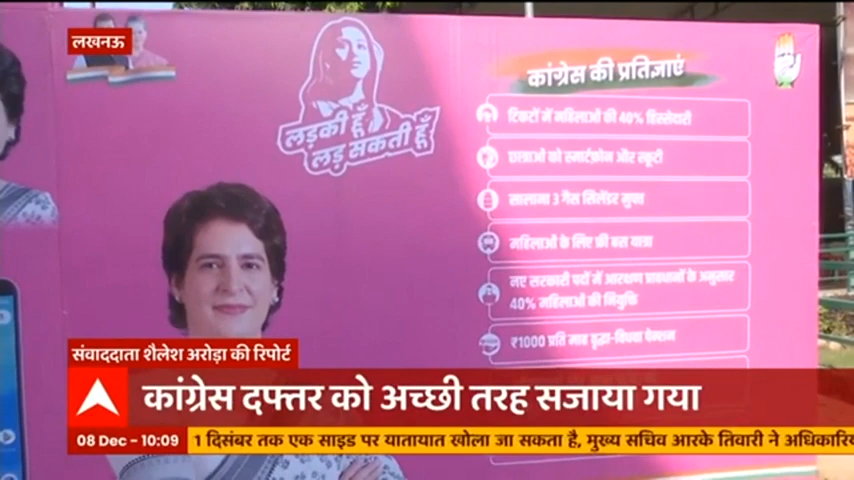 लखनऊ
लड़की हूँ
लड़ सकती हूँ
कांग्रेस की प्रतिज्ञाएं
टिकटों में महिलाओं की 40% हिस्सेदारी
छात्राओं को स्मार्टफ़ोन और स्कूटी
सालाना 3 गैस सिलेंडर मुफ्त
महिलाओं के लिए फ्री बस यात्रा
नए सरकारी पदों में आरक्षण प्रावधानों के अनुसार
40% महिलाओं की नियुक्ति
₹1000 प्रति माह वृद्धा-विधवा पेन्शन
संवाददाता शैलेश अरोड़ा की रिपोर्ट
कांग्रेस दफ्तर को अच्छी तरह सजाया गया
08 Dec - 10:09
1 दिसंबर तक एक साइड पर यातायात खोला जा सकता है, मुख्य सचिव आरके तिवारी ने अधिकारिय